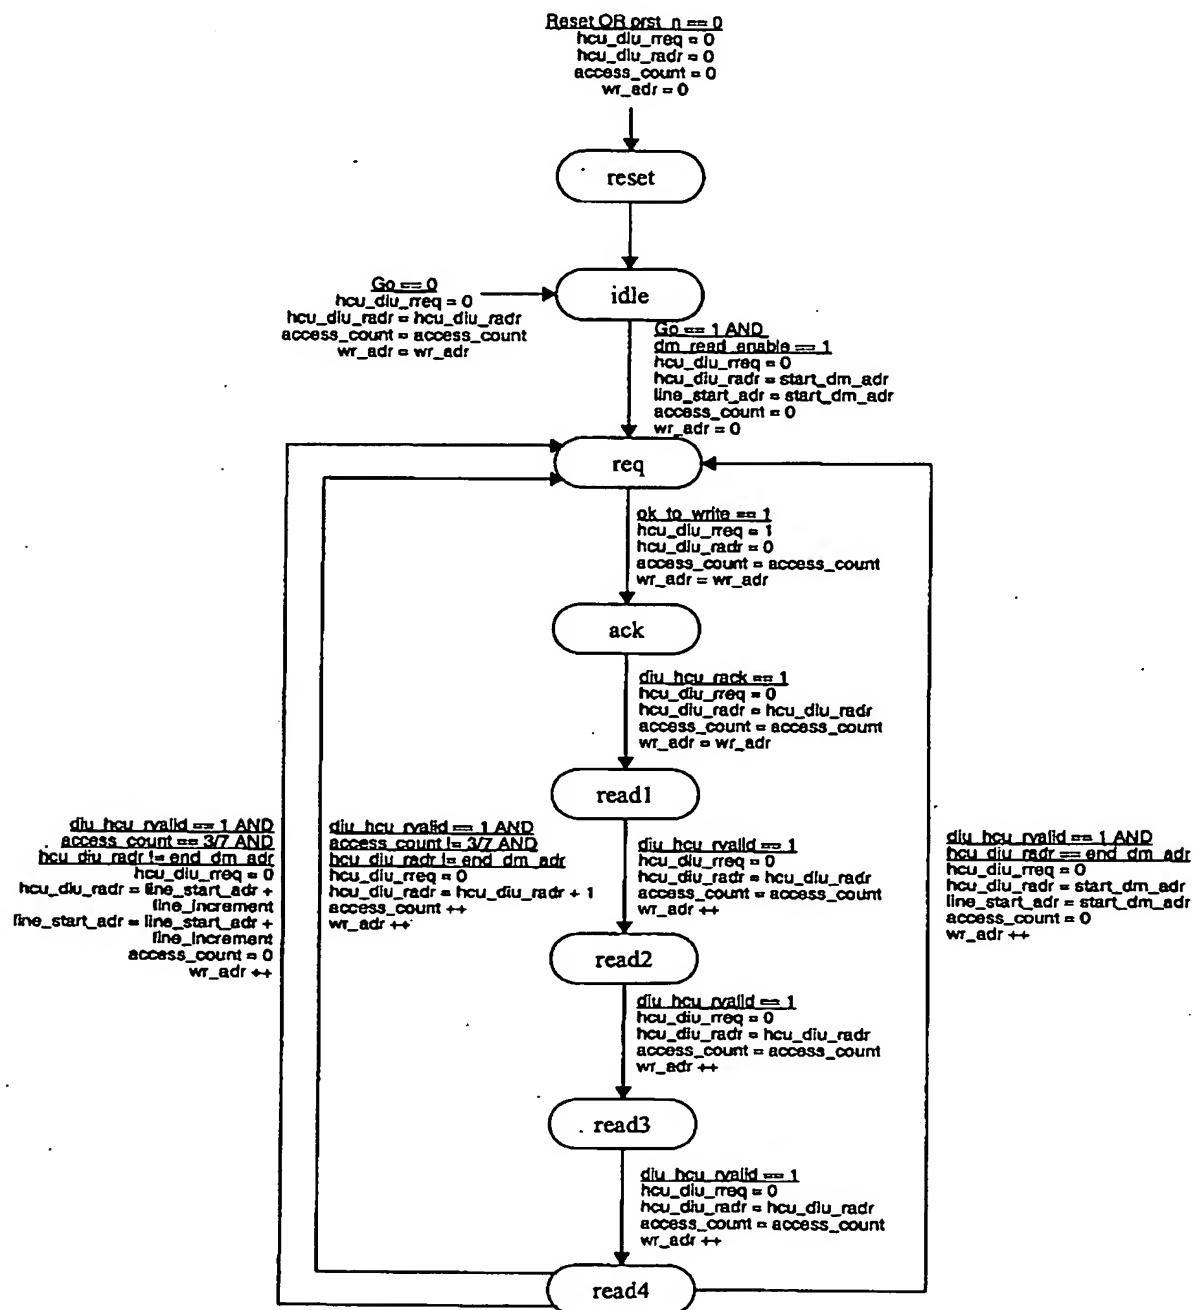 Reset OR prst_n == 0
hcu_diu_rreq = 0
hcu_diu_radr = 0
access_count = 0
wr_adr = 0
reset
Go == 0
hcu_diu_rreq = 0
hcu_diu_radr = hcu_diu_radr
access_count = access_count
wr_adr = wr_adr
idle
Go == 1 AND
dm_read_enable == 1
hcu_diu_rreq = 0
hcu_diu_radr = start_dm_adr
line_start_adr = start_dm_adr
access_count = 0
wr_adr = 0
req
ok_to_write == 1
hcu_diu_rreq = 1
hcu_diu_radr = 0
access_count = access_count
wr_adr = wr_adr
ack
diu_hcu_rack == 1
hcu_diu_rreq = 0
hcu_diu_radr = hcu_diu_radr
access_count = access_count
wr_adr = wr_adr
read1
diu_hcu_rvalid == 1 AND
access_count == 3/7 AND
hcu_diu_radr != end_dm_adr
hcu_diu_rreq = 0
hcu_diu_radr = line_start_adr +
line_increment
line_start_adr = line_start_adr +
line_increment
access_count = 0
wr_adr ++
diu_hcu_rvalid == 1 AND
access_count != 3/7 AND
hcu_diu_radr != end_dm_adr
hcu_diu_rreq = 0
hcu_diu_radr = hcu_diu_radr + 1
access_count ++
wr_adr ++
diu_hcu_rvalid == 1
hcu_diu_rreq = 0
hcu_diu_radr = hcu_diu_radr
access_count = access_count
wr_adr ++
diu_hcu_rvalid == 1 AND
hcu_diu_radr == end_dm_adr
hcu_diu_rreq = 0
hcu_diu_radr = start_dm_adr
line_start_adr = start_dm_adr
access_count = 0
wr_adr ++
read2
diu_hcu_rvalid == 1
hcu_diu_rreq = 0
hcu_diu_radr = hcu_diu_radr
access_count = access_count
wr_adr ++
read3
diu_hcu_rvalid == 1
hcu_diu_rreq = 0
hcu_diu_radr = hcu_diu_radr
access_count = access_count
wr_adr ++
read4